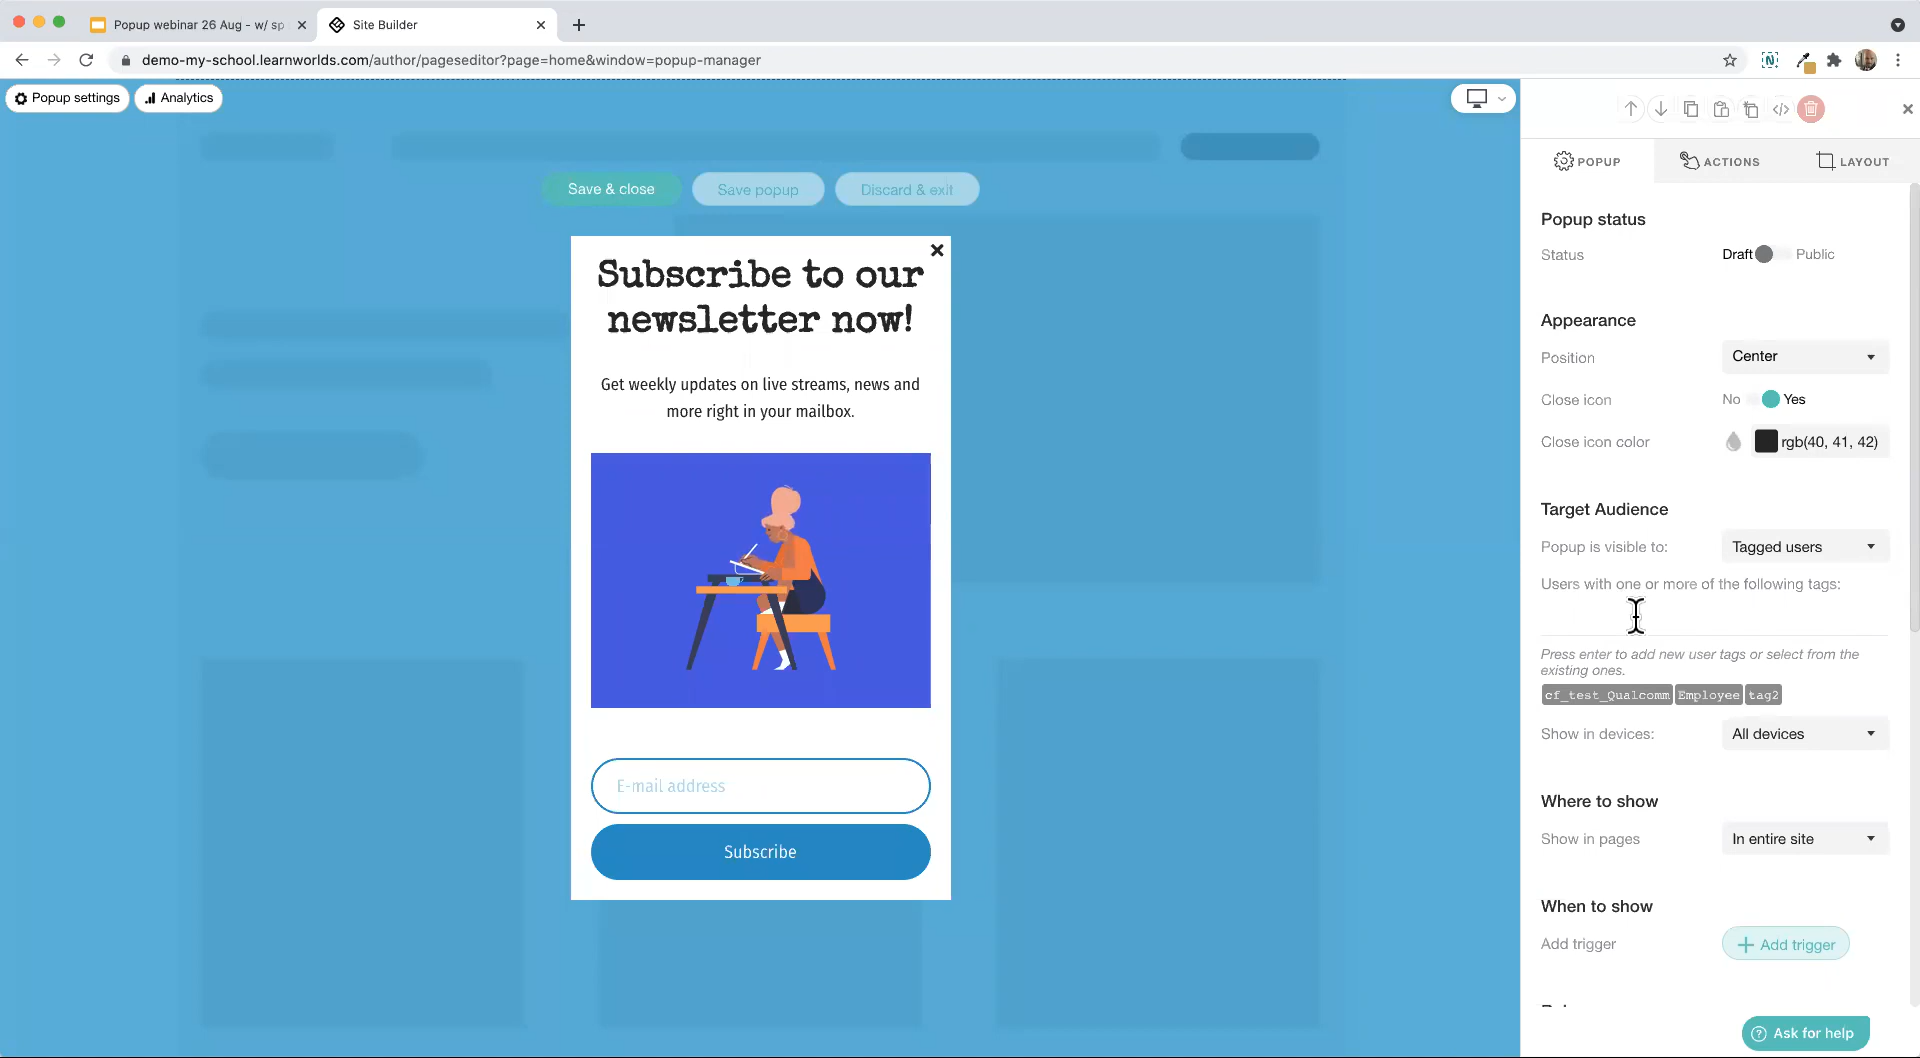 Popup webinar 26 Aug - w/ sp
Site Builder
demo-my-school.learnworlds.com/author/pageseditor?page=home&window=popup-manager
Popup settings
Analytics
Save & close
Save popup
Discard & exit
Subscribe to our
newsletter now!
Get weekly updates on live streams, news and
more right in your mailbox.
E-mail address
Subscribe
POPUP
ACTIONS
LAYOUT
Popup status
Status
Draft
Public
Appearance
Position
Center
Close icon
No
Yes
Close icon color
rgb(40, 41, 42)
Target Audience
Popup is visible to:
Tagged users
Users with one or more of the following tags:
Press enter to add new user tags or select from the
existing ones.
cf_test_Qualcomm
Employee
tag2
Show in devices:
All devices
Where to show
Show in pages
In entire site
When to show
Add trigger
+ Add trigger
Ask for help